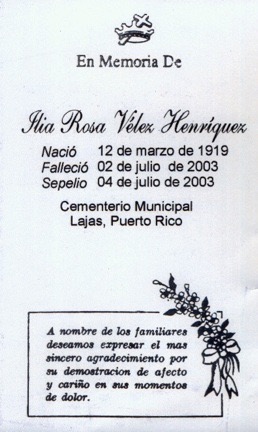 En Memoria De
Ilia Rosa Vélez Henríquez
Nació 12 de marzo de 1919
Falleció 02 de julio de 2003
Sepelio 04 de julio de 2003
Cementerio Municipal
Lajas, Puerto Rico
A nombre de los familiares
deseamos expresar el mas
sincero agradecimiento por
su demostracion de afecto
y cariño en sus momentos
de dolor.